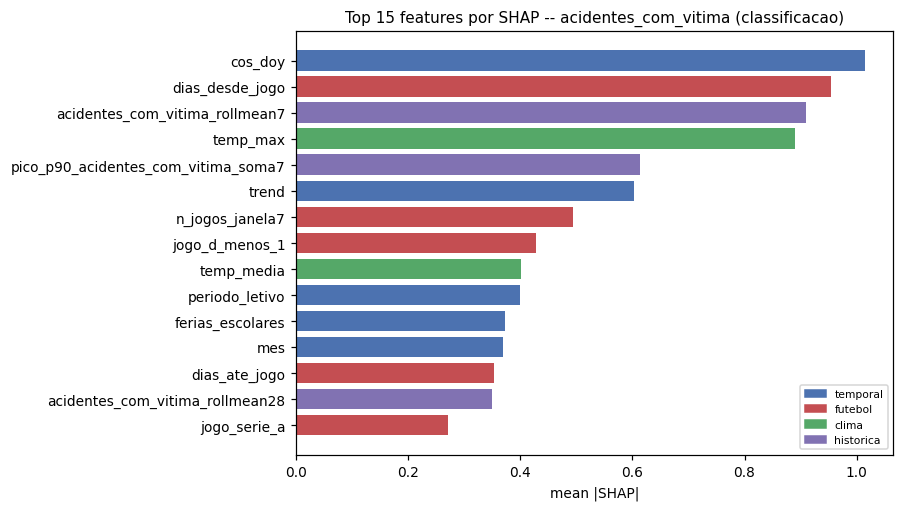 Top 15 features por SHAP -- acidentes_com_vitima (classificacao)
cos_doy
dias_desde_jogo
acidentes_com_vitima_rollmean7
temp_max
pico_p90_acidentes_com_vitima_soma7
trend
n_jogos_janela7
jogo_d_menos_1
temp_media
periodo_letivo
ferias_escolares
mes
dias_ate_jogo
acidentes_com_vitima_rollmean28
jogo_serie_a
temporal
futebol
clima
historica
0.0 0.2 0.4 0.6 0.8 1.0
mean |SHAP|